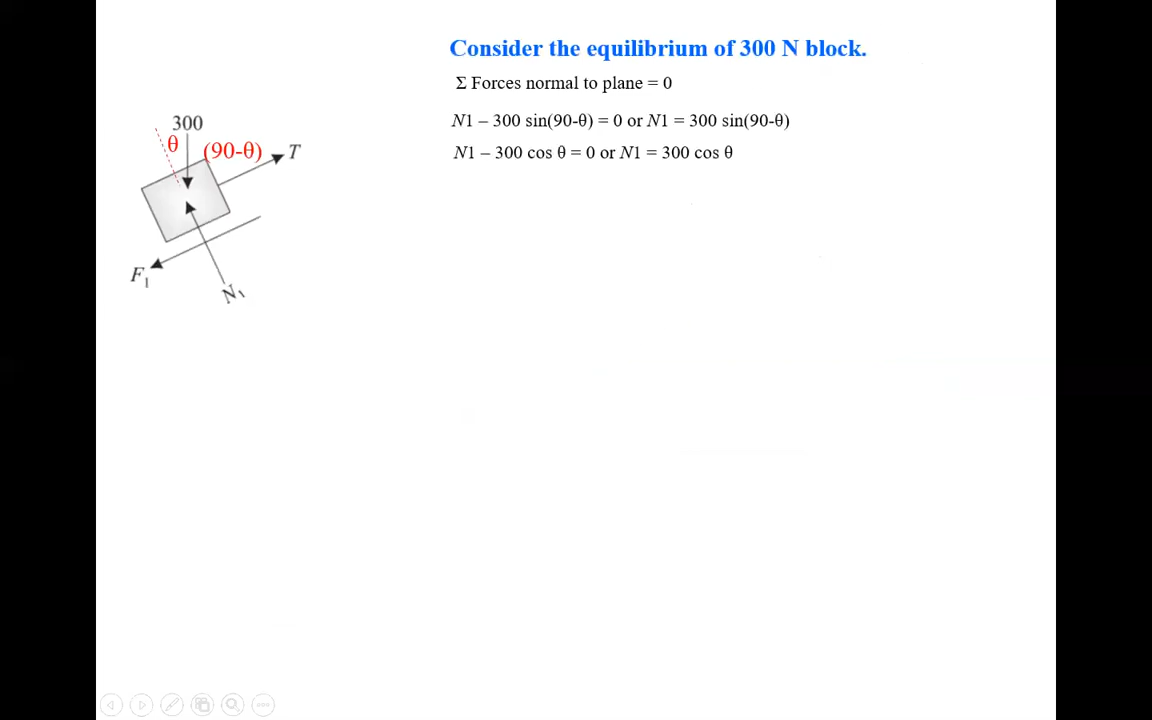 Consider the equilibrium of 300 N block.
Σ Forces normal to plane = 0
N1 – 300 sin(90-θ) = 0 or N1 = 300 sin(90-θ)
N1 – 300 cos θ = 0 or N1 = 300 cos θ
300
θ
(90-θ)
T
F₁
N₁